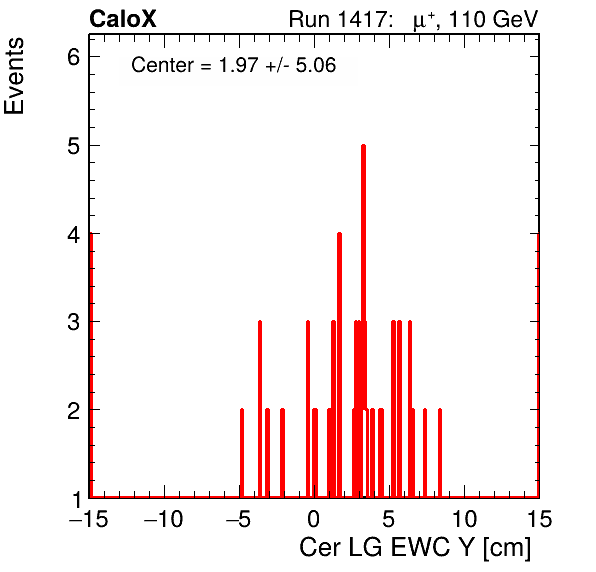 CaloX Run 1417: μ⁺, 110 GeV
Center = 1.97 +/- 5.06
Events
6
5
4
3
2
1
−15 −10 −5 0 5 10 15
Cer LG EWC Y [cm]